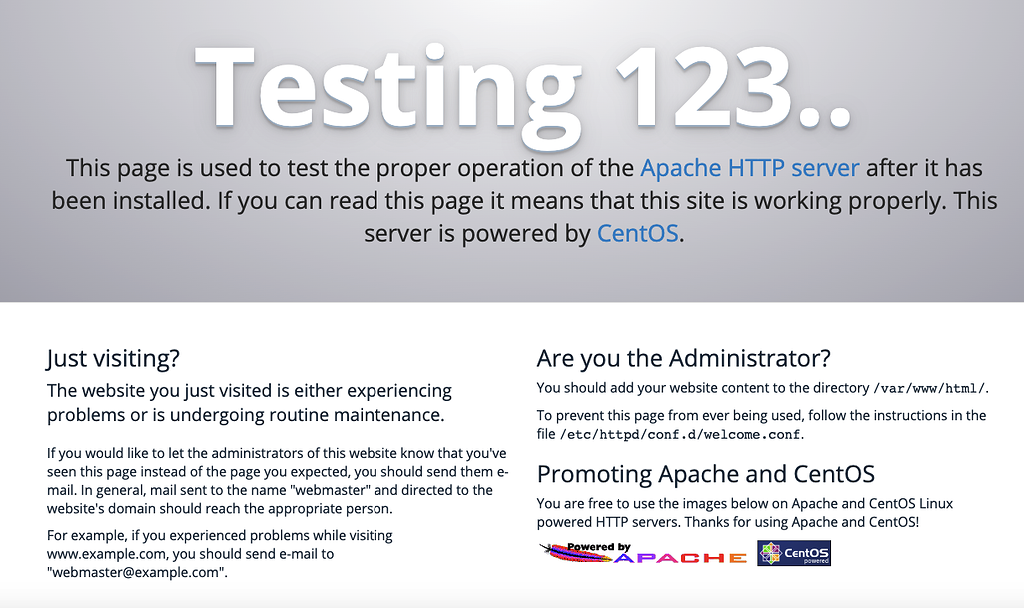 Testing 123..
This page is used to test the proper operation of the Apache HTTP server after it has
been installed. If you can read this page it means that this site is working properly. This
server is powered by CentOS.
Just visiting?
The website you just visited is either experiencing
problems or is undergoing routine maintenance.
If you would like to let the administrators of this website know that you've
seen this page instead of the page you expected, you should send them e-
mail. In general, mail sent to the name "webmaster" and directed to the
website's domain should reach the appropriate person.
For example, if you experienced problems while visiting
www.example.com, you should send e-mail to
"webmaster@example.com".
Are you the Administrator?
You should add your website content to the directory /var/www/html/.
To prevent this page from ever being used, follow the instructions in the
file /etc/httpd/conf.d/welcome.conf.
Promoting Apache and CentOS
You are free to use the images below on Apache and CentOS Linux
powered HTTP servers. Thanks for using Apache and CentOS!
Powered by
APACHE
CentOS
powered